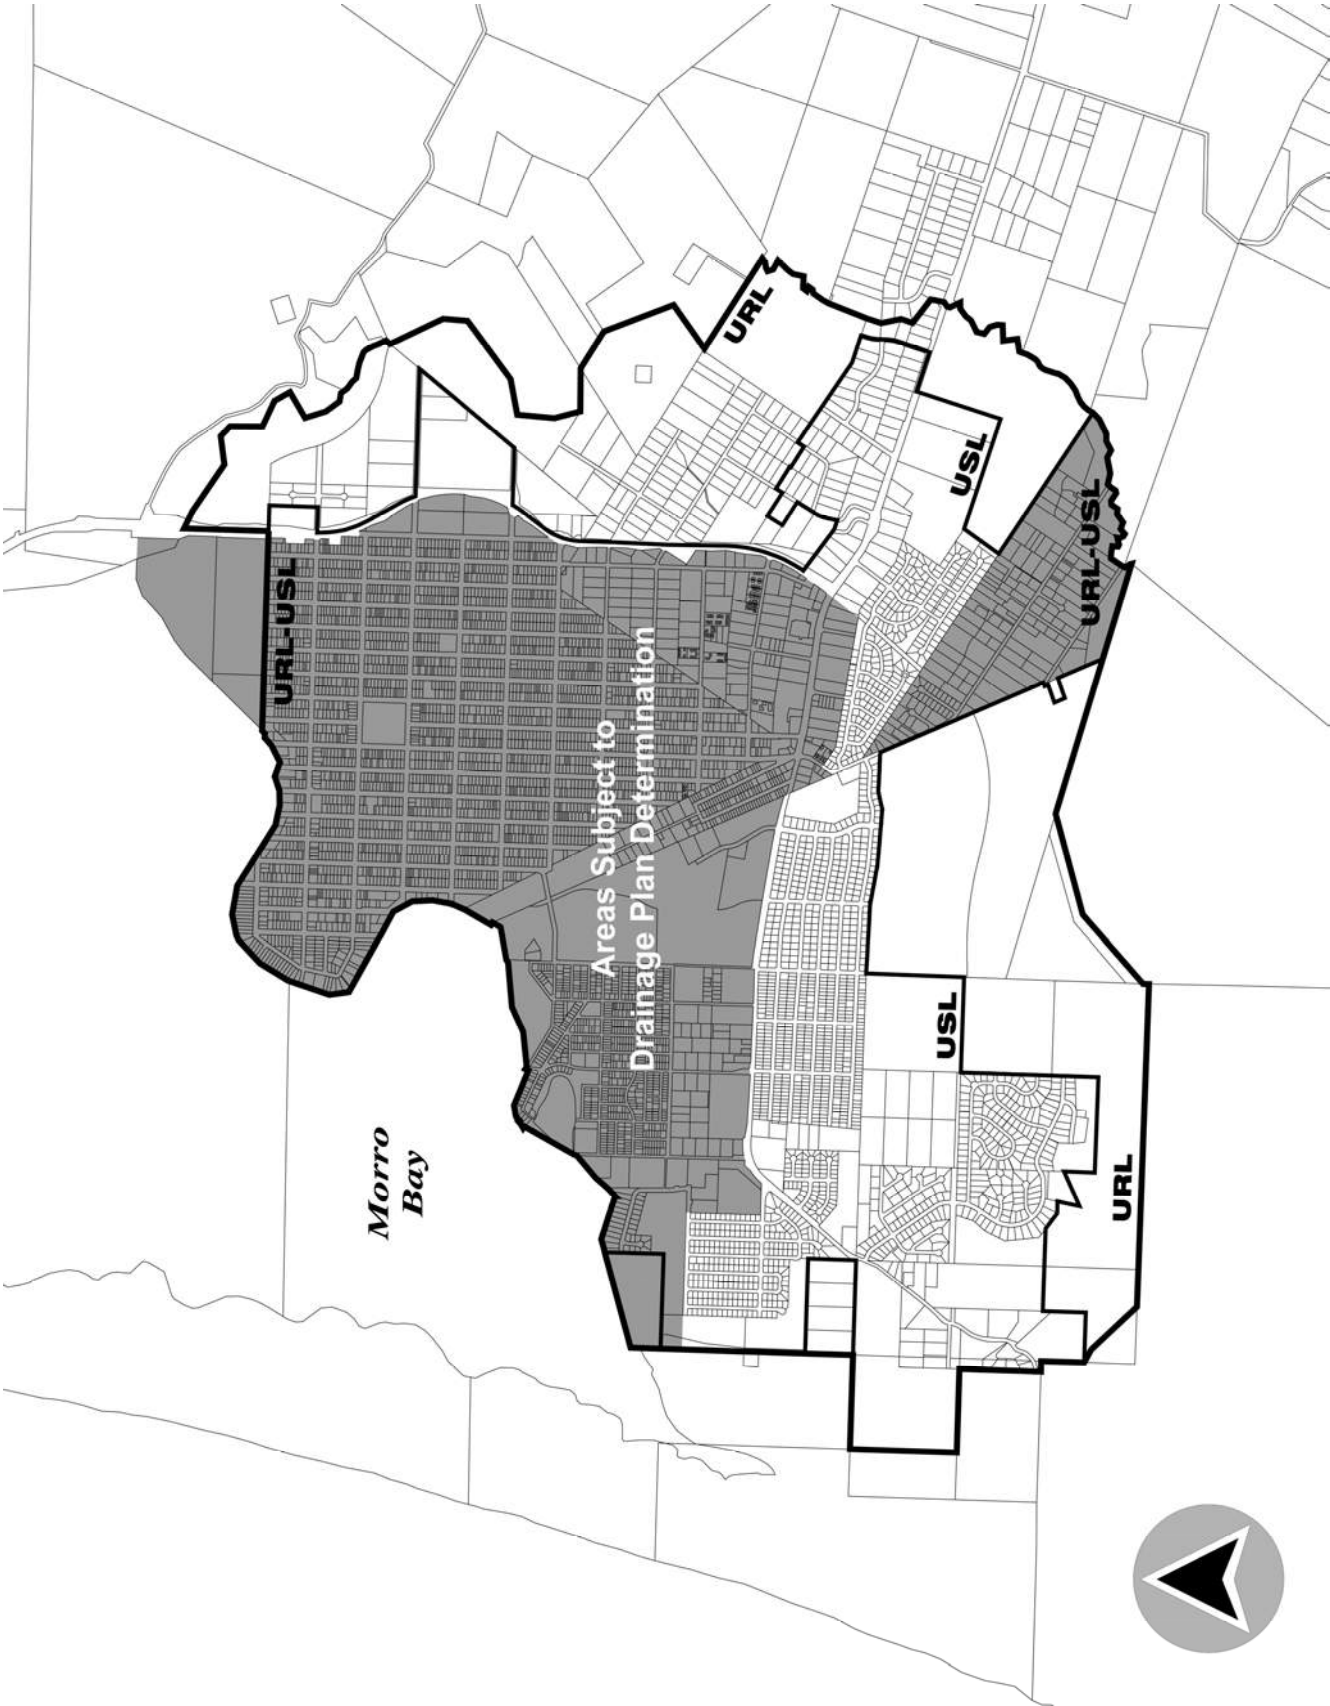 URL
USL
URL-USL
URL-USL
Areas Subject to
Drainage Plan Determination
USL
URL
Morro
Bay